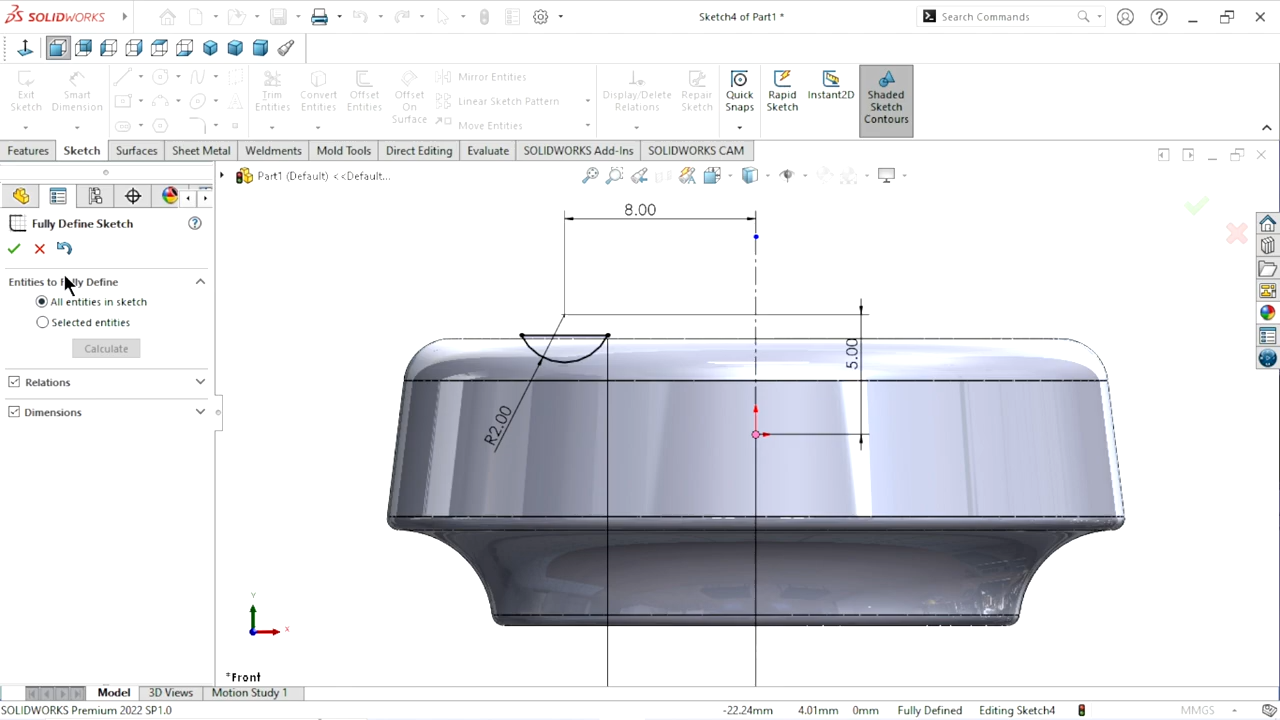 SOLIDWORKS
Sketch4 of Part1 *
Search Commands
Exit Sketch
Smart Dimension
Trim Entities
Convert Entities
Offset Entities
Offset On Surface
Mirror Entities
Linear Sketch Pattern
Move Entities
Display/Delete Relations
Repair Sketch
Quick Snaps
Rapid Sketch
Instant2D
Shaded Sketch Contours
Features
Sketch
Surfaces
Sheet Metal
Weldments
Mold Tools
Direct Editing
Evaluate
SOLIDWORKS Add-Ins
SOLIDWORKS CAM
Part1 (Default) <<Default...
Fully Define Sketch
Entities to Fully Define
All entities in sketch
Selected entities
Calculate
Relations
Dimensions
8.00
5.00
R2.00
Y
X
*Front
Model
3D Views
Motion Study 1
SOLIDWORKS Premium 2022 SP1.0
-22.24mm
4.01mm
0mm
Fully Defined
Editing Sketch4
MMGS